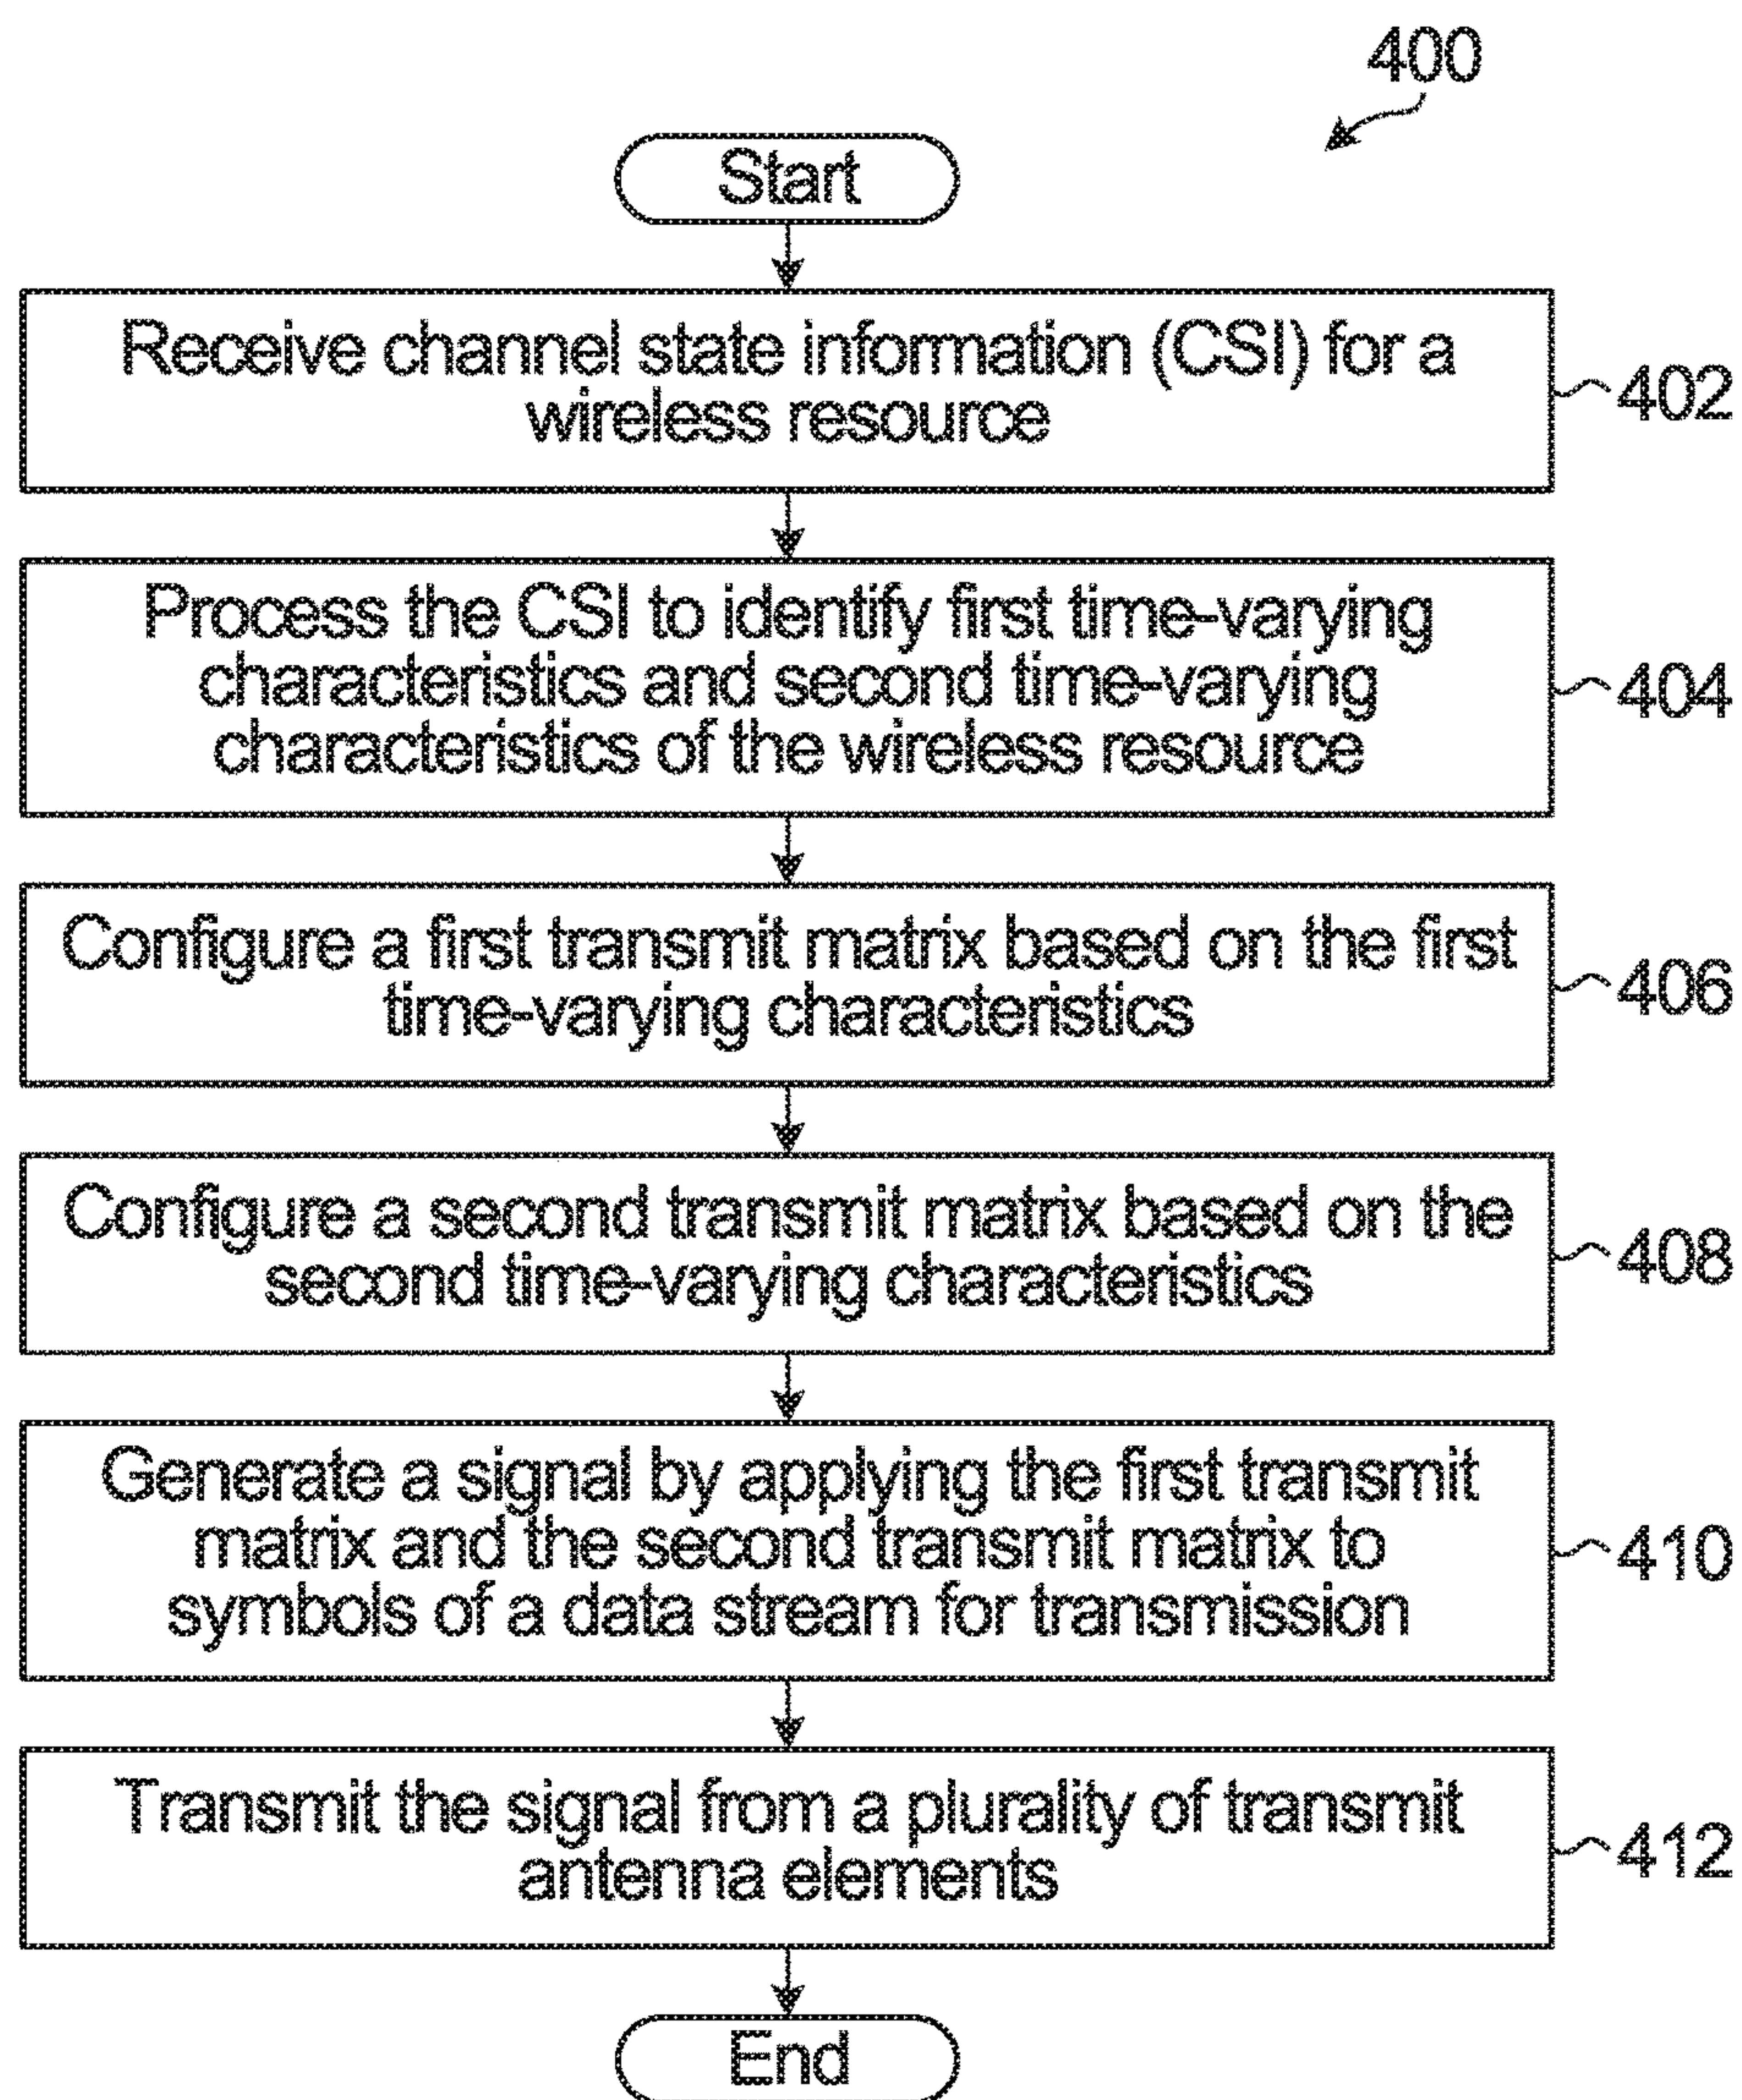 400
Start
Receive channel state information (CSI) for a
wireless resource
402
Process the CSI to identify first time-varying
characteristics and second time-varying
characteristics of the wireless resource
404
Configure a first transmit matrix based on the first
time-varying characteristics
406
Configure a second transmit matrix based on the
second time-varying characteristics
408
Generate a signal by applying the first transmit
matrix and the second transmit matrix to
symbols of a data stream for transmission
410
Transmit the signal from a plurality of transmit
antenna elements
412
End